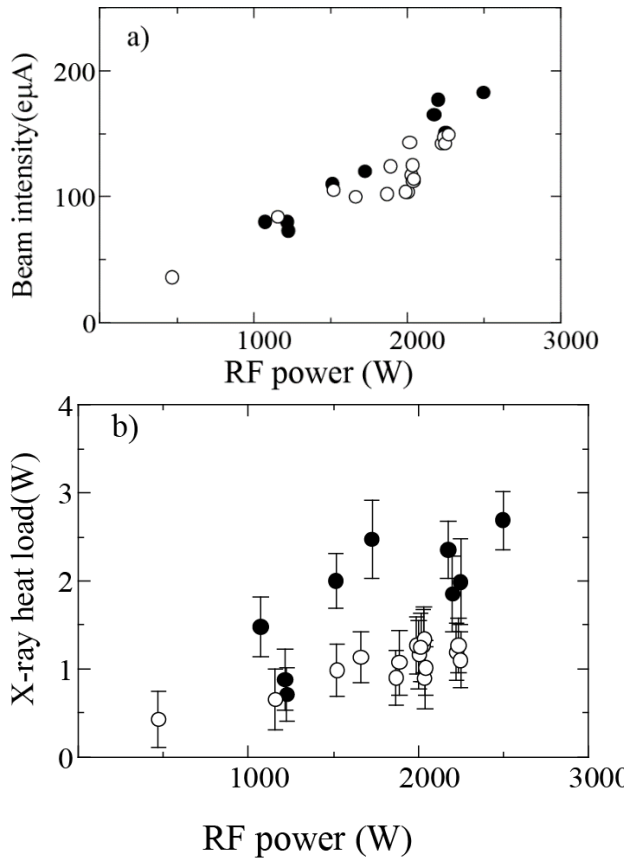 a)
Beam intensity(eµA)
200
100
0
1000 2000 3000
RF power (W)
b)
X-ray heat load(W)
4
3
2
1
0
1000 2000 3000
RF power (W)